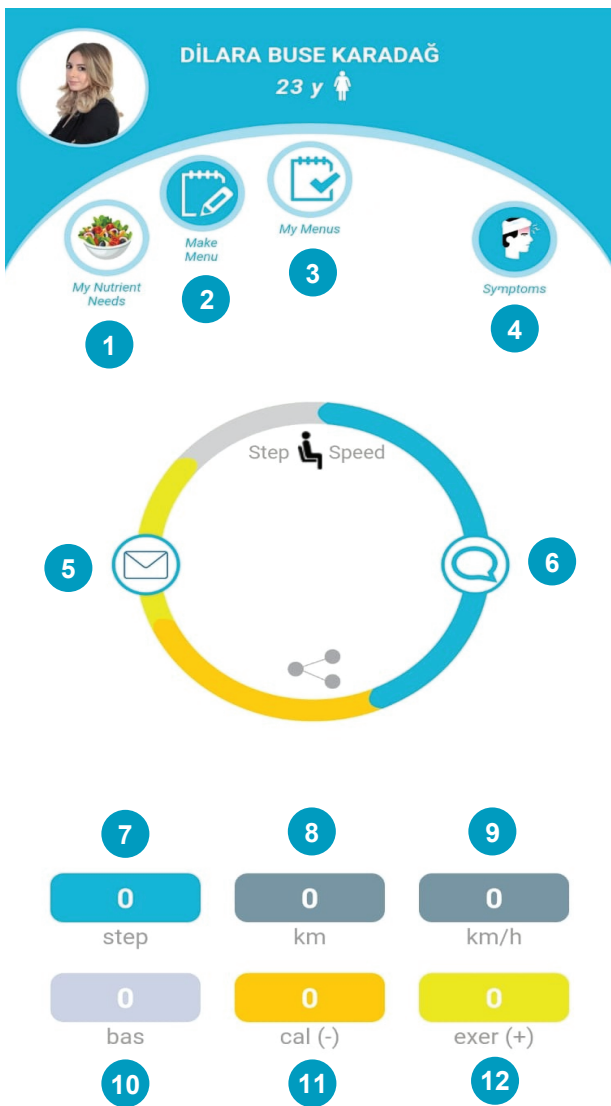 DİLARA BUSE KARADAĞ
23 y
My Nutrient
Needs
1
Make
Menu
2
My Menus
3
Symptoms
4
Step Speed
5
6
7
8
9
0
0
0
step
km
km/h
0
0
0
bas
cal (-)
exer (+)
10
11
12